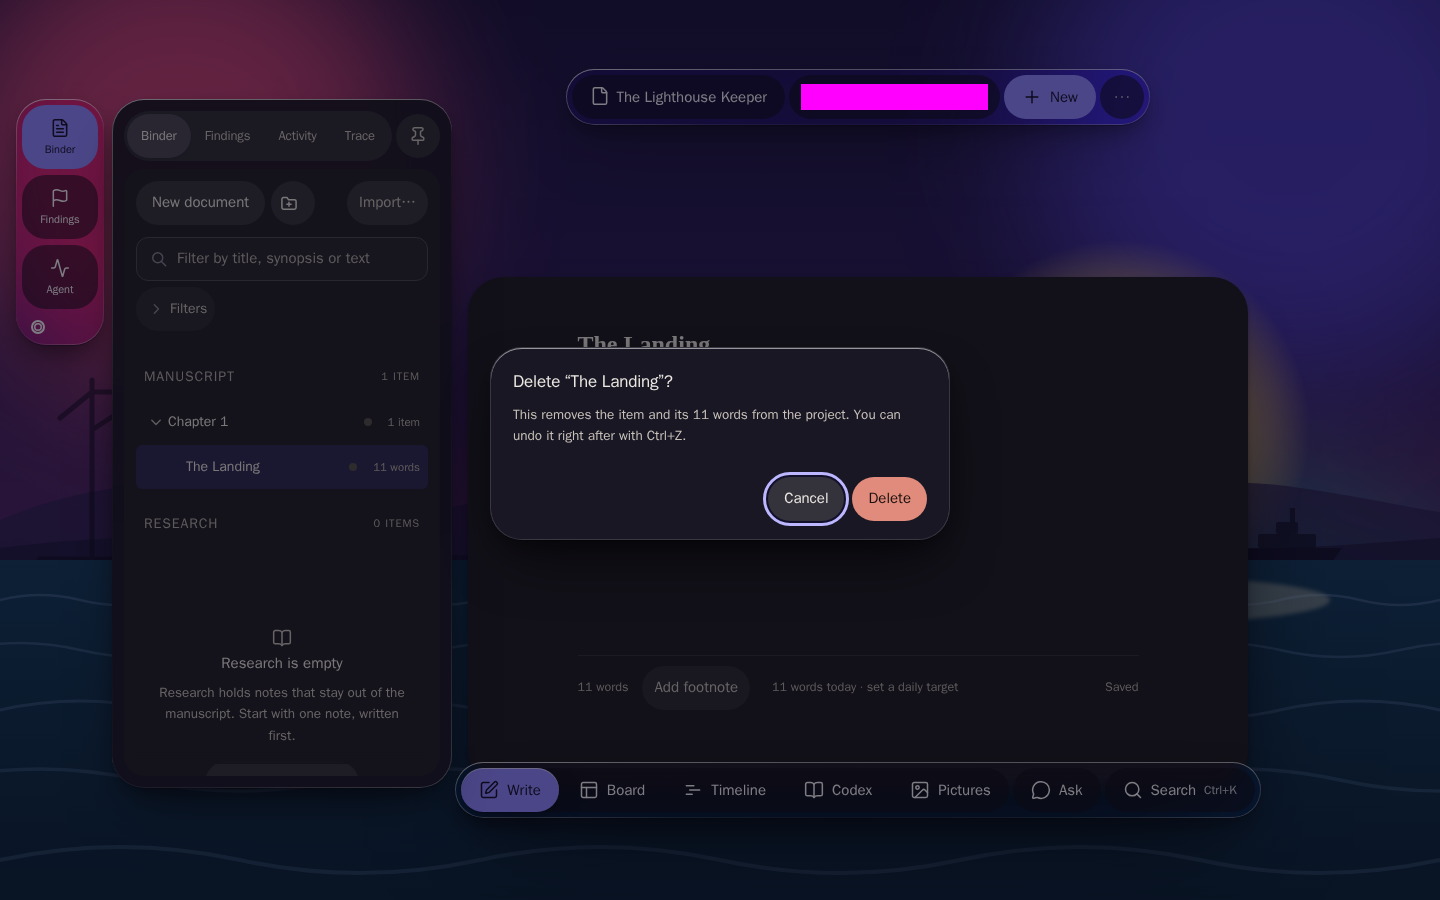 The Lighthouse Keeper
New
Binder
Findings
Agent
Binder Findings Activity Trace
New document
Import···
Filter by title, synopsis or text
Filters
MANUSCRIPT 1 ITEM
Chapter 1 1 item
The Landing 11 words
RESEARCH 0 ITEMS
Research is empty
Research holds notes that stay out of the
manuscript. Start with one note, written
first.
The Landing
Delete “The Landing”?
This removes the item and its 11 words from the project. You can
undo it right after with Ctrl+Z.
Cancel Delete
11 words Add footnote 11 words today · set a daily target Saved
Write Board Timeline Codex Pictures Ask Search Ctrl+K